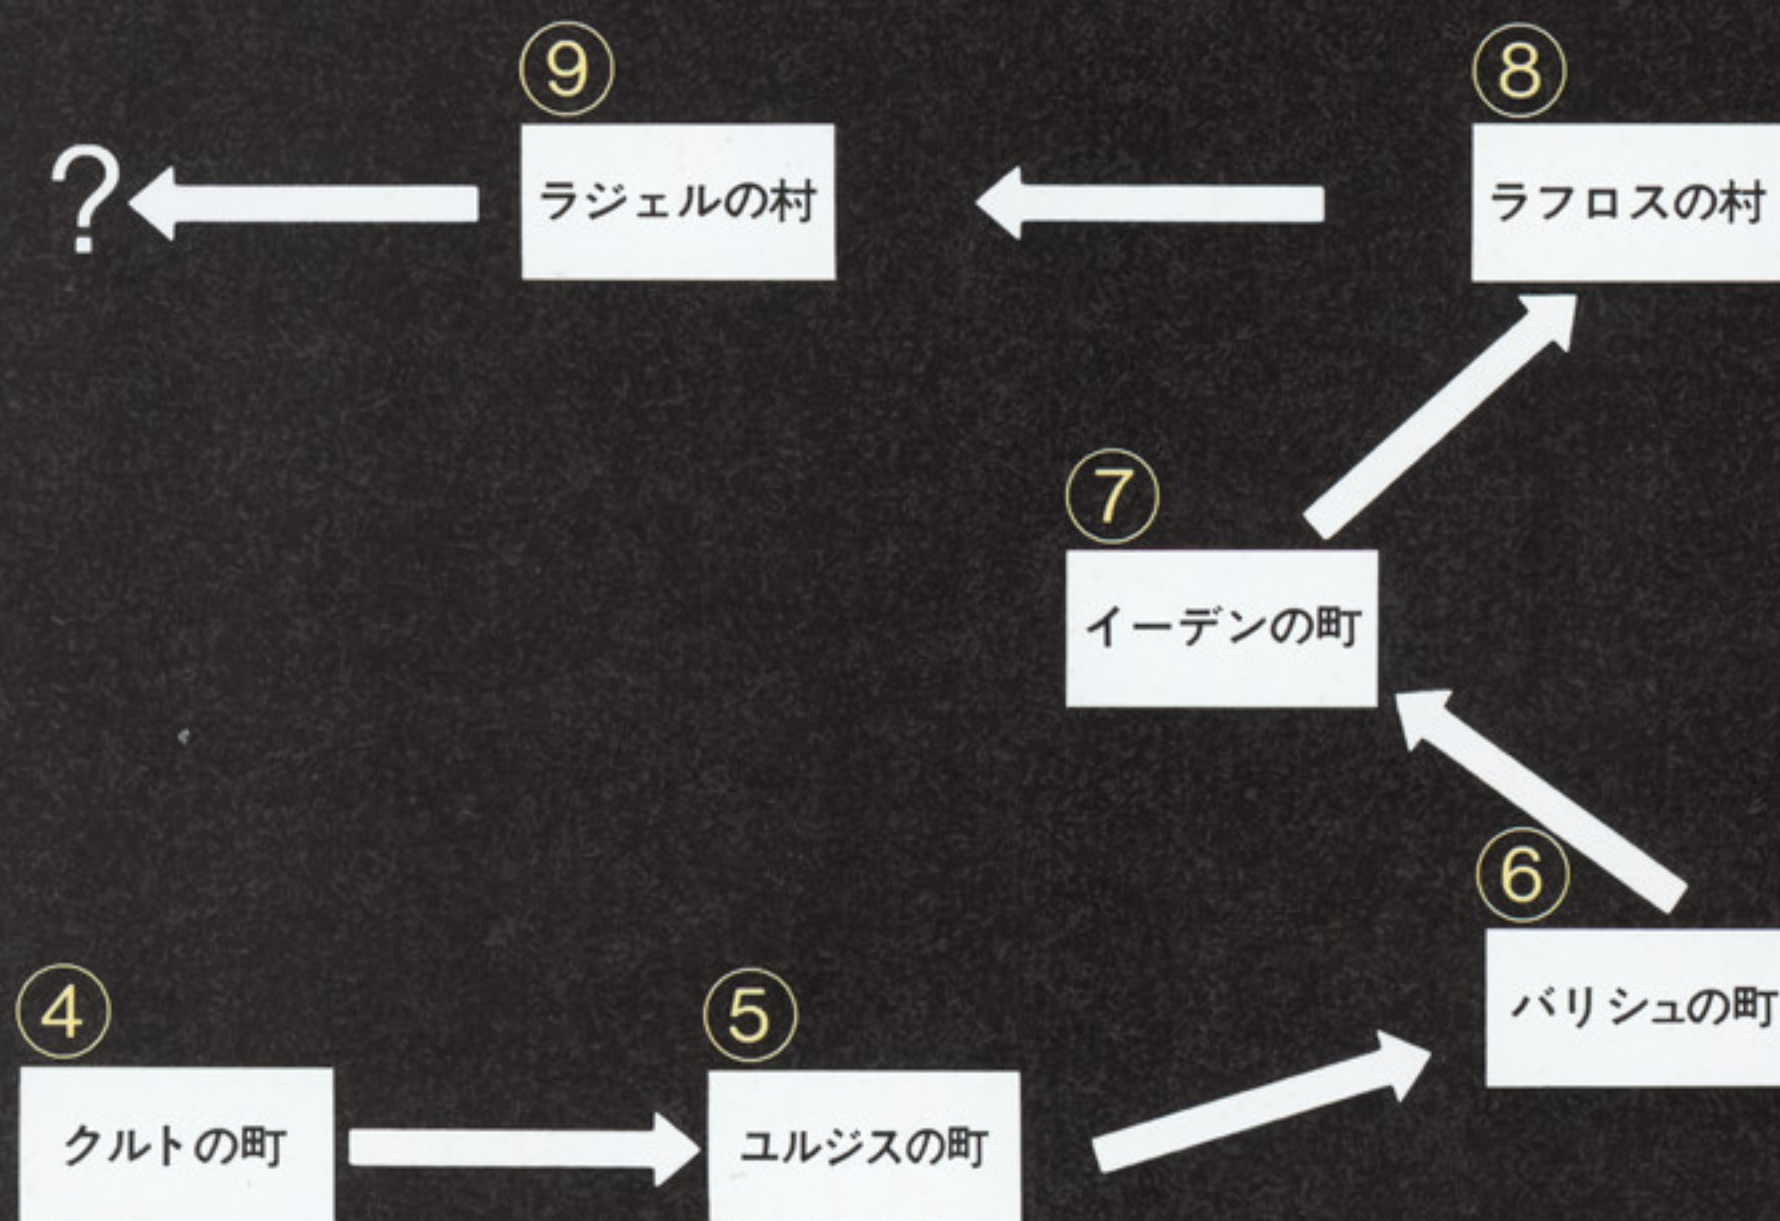 ⑨
ラジェルの村
?
⑧
ラフロスの村
⑦
イーデンの町
⑥
バリシュの町
④
クルトの町
⑤
ユルジスの町